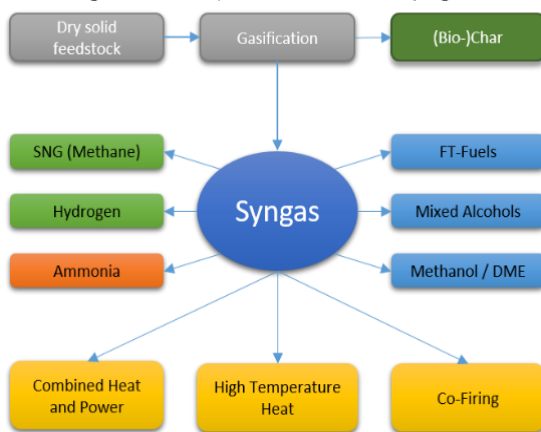 Dry solid
feedstock
Gasification
(Bio-)Char
SNG (Methane)
FT-Fuels
Hydrogen
Syngas
Mixed Alcohols
Ammonia
Methanol / DME
Combined Heat
and Power
High Temperature
Heat
Co-Firing